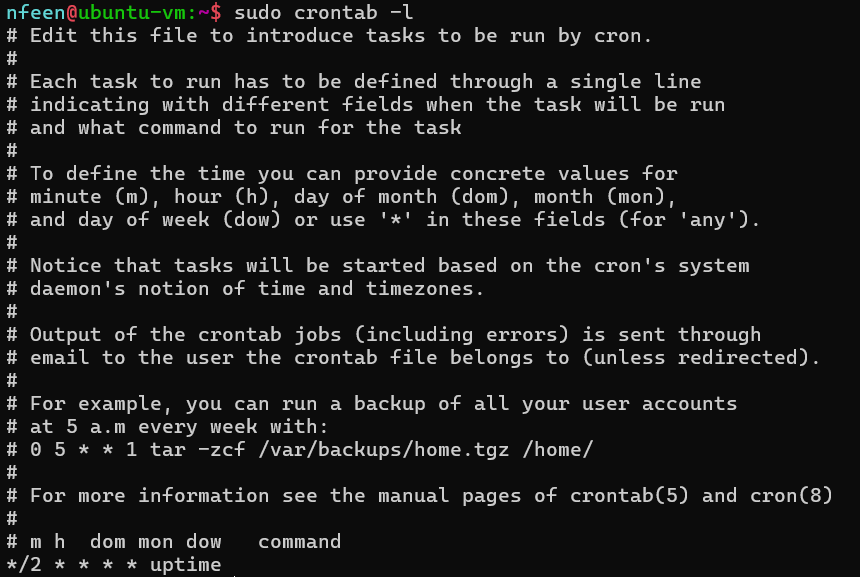 nfeen@ubuntu-vm:~$ sudo crontab -l
# Edit this file to introduce tasks to be run by cron.
#
# Each task to run has to be defined through a single line
# indicating with different fields when the task will be run
# and what command to run for the task
#
# To define the time you can provide concrete values for
# minute (m), hour (h), day of month (dom), month (mon),
# and day of week (dow) or use '*' in these fields (for 'any').
#
# Notice that tasks will be started based on the cron's system
# daemon's notion of time and timezones.
#
# Output of the crontab jobs (including errors) is sent through
# email to the user the crontab file belongs to (unless redirected).
#
# For example, you can run a backup of all your user accounts
# at 5 a.m every week with:
# 0 5 * * 1 tar -zcf /var/backups/home.tgz /home/
#
# For more information see the manual pages of crontab(5) and cron(8)
#
# m h  dom mon dow   command
*/2 * * * * uptime